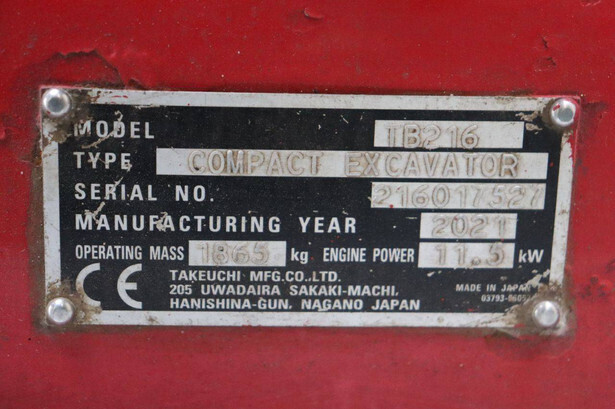 MODEL TB216
TYPE COMPACT EXCAVATOR
SERIAL NO. 216017527
MANUFACTURING YEAR 2021
OPERATING MASS 1865 kg ENGINE POWER 11.5 kW
CE
TAKEUCHI MFG.CO.LTD.
205 UWADAIRA SAKAKI-MACHI,
HANISHINA-GUN, NAGANO JAPAN
MADE IN JAPAN